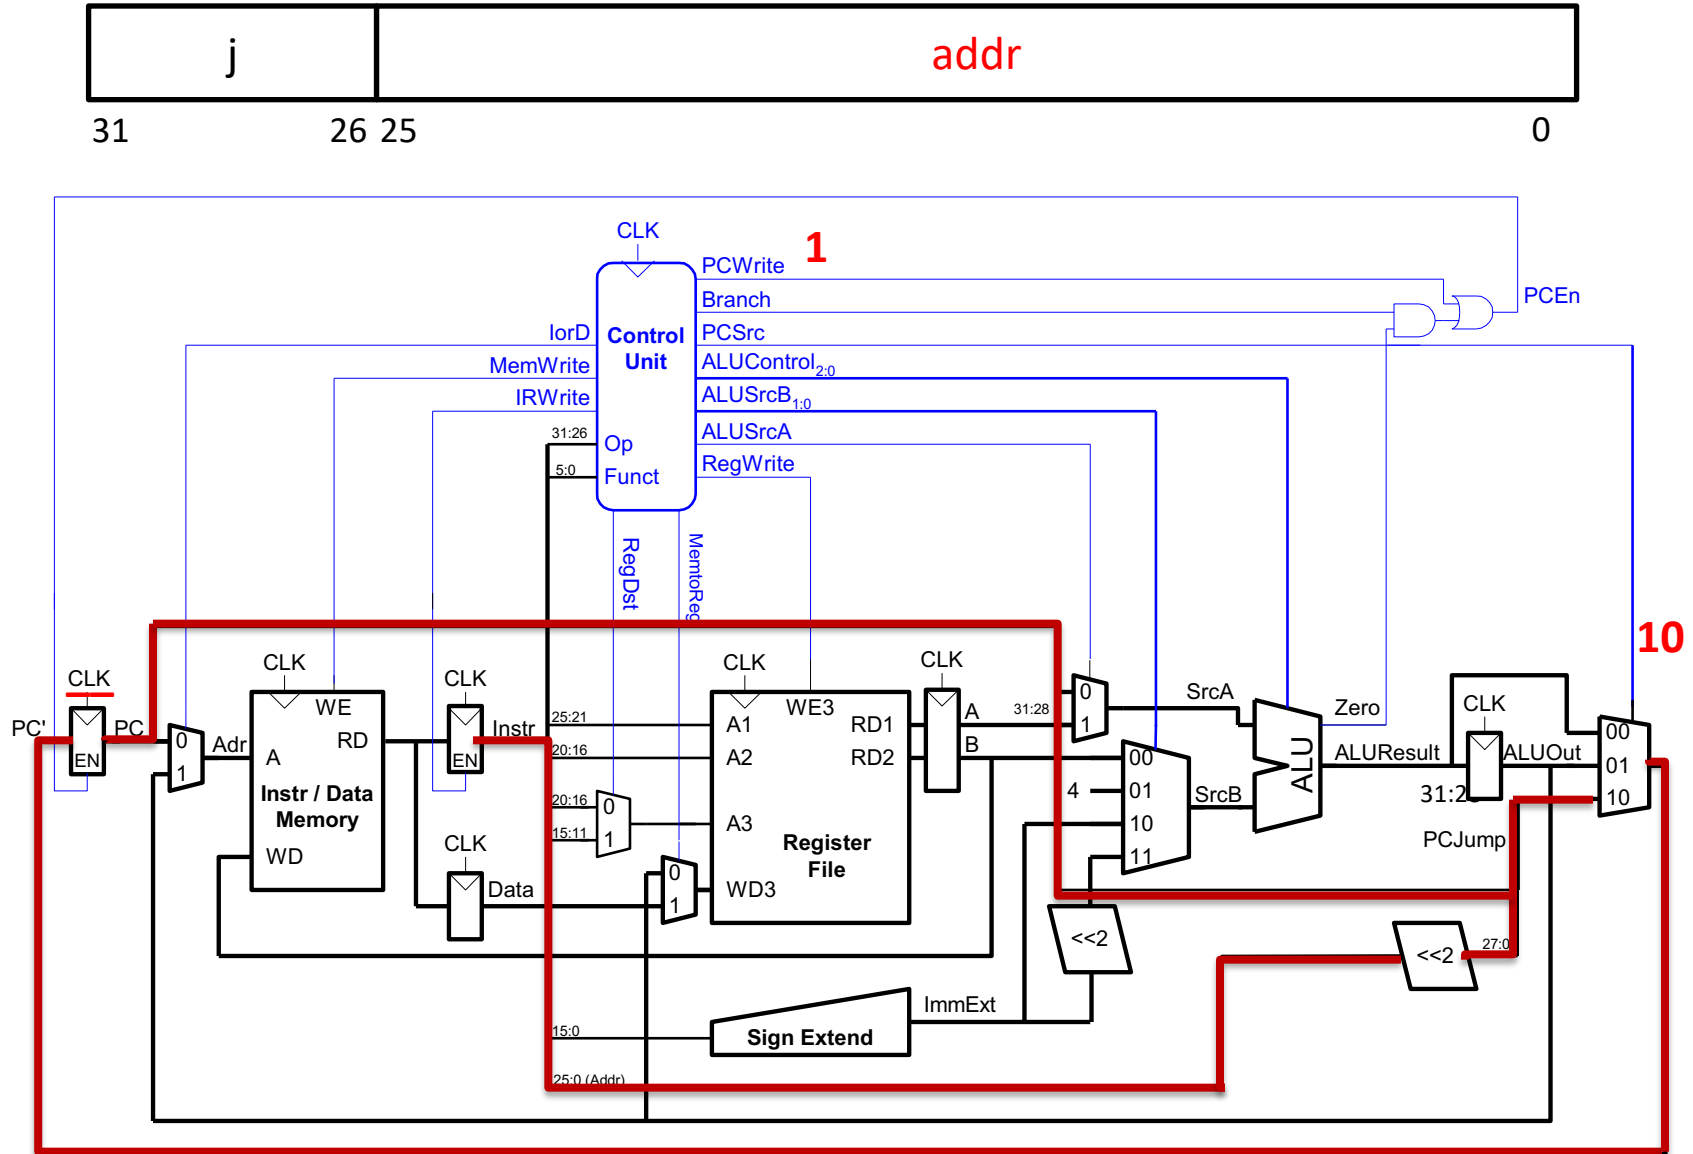 j addr
31 26 25 0
CLK 1
PCWrite
Branch PCEn
IorD Control PCSrc
MemWrite Unit ALUControl2:0
IRWrite ALUSrcB1:0
31:26 Op ALUSrcA
5:0 Funct RegWrite
RegDst MemtoReg
10
CLK CLK CLK CLK CLK
WE Instr 25:21 A1 WE3 RD1 A 31:28 0 SrcA Zero CLK
PC' PC 0 Adr A RD 20:16 A2 RD2 B 1 00 ALU ALUResult ALUOut 00
EN 1 EN 01
Instr / Data 4 01 SrcB 31:2 10
Memory 20:16 0 A3 10 PCJump
WD CLK 15:11 1 Register 11
Data 0 WD3 File
1
<<2 <<2 27:0
ImmExt
15:0 Sign Extend
25:0 (Addr)